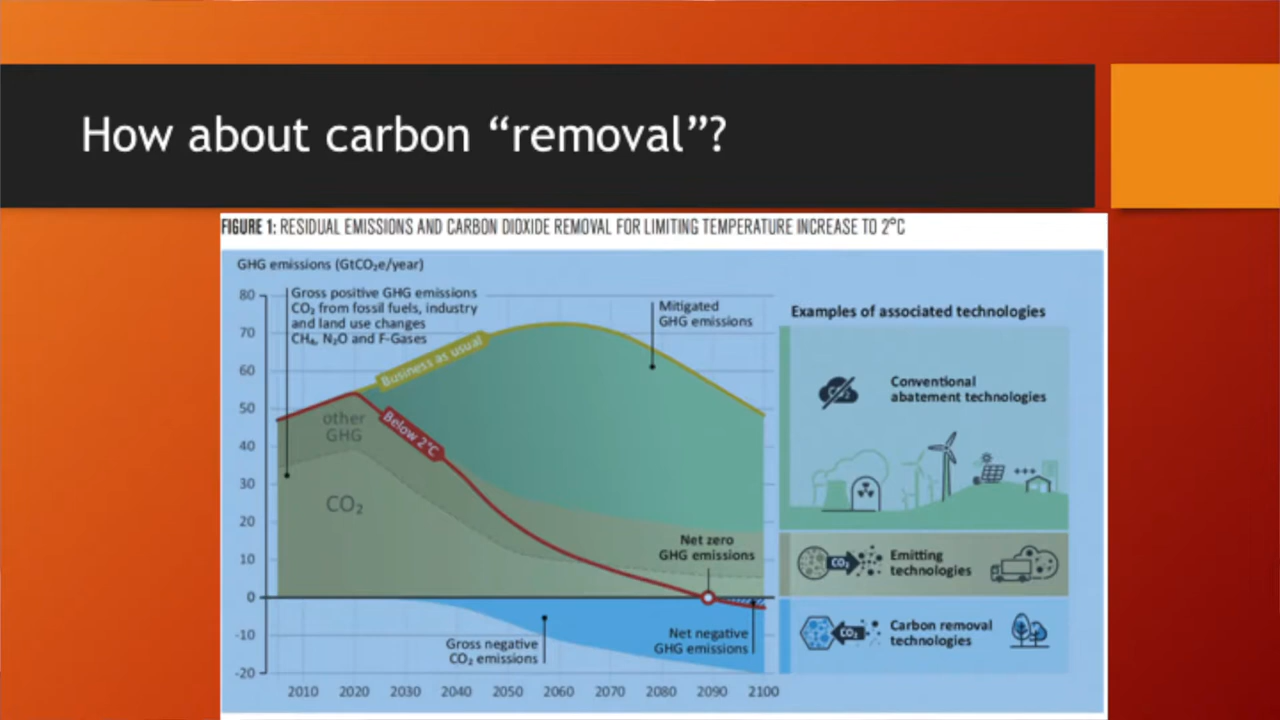 How about carbon “removal”?
FIGURE 1: RESIDUAL EMISSIONS AND CARBON DIOXIDE REMOVAL FOR LIMITING TEMPERATURE INCREASE TO 2°C
GHG emissions (GtCO₂e/year)
80
70
60
50
40
30
20
10
0
-10
-20
Gross positive GHG emissions
CO₂ from fossil fuels, industry
and land use changes
CH₄, N₂O and F-Gases
Business as usual
Mitigated
GHG emissions
Below 2°C
other
GHG
CO₂
Net zero
GHG emissions
Gross negative
CO₂ emissions
Net negative
GHG emissions
2010 2020 2030 2040 2050 2060 2070 2080 2090 2100
Examples of associated technologies
CO₂
Conventional
abatement technologies
CO₂
Emitting
technologies
CO₂
Carbon removal
technologies